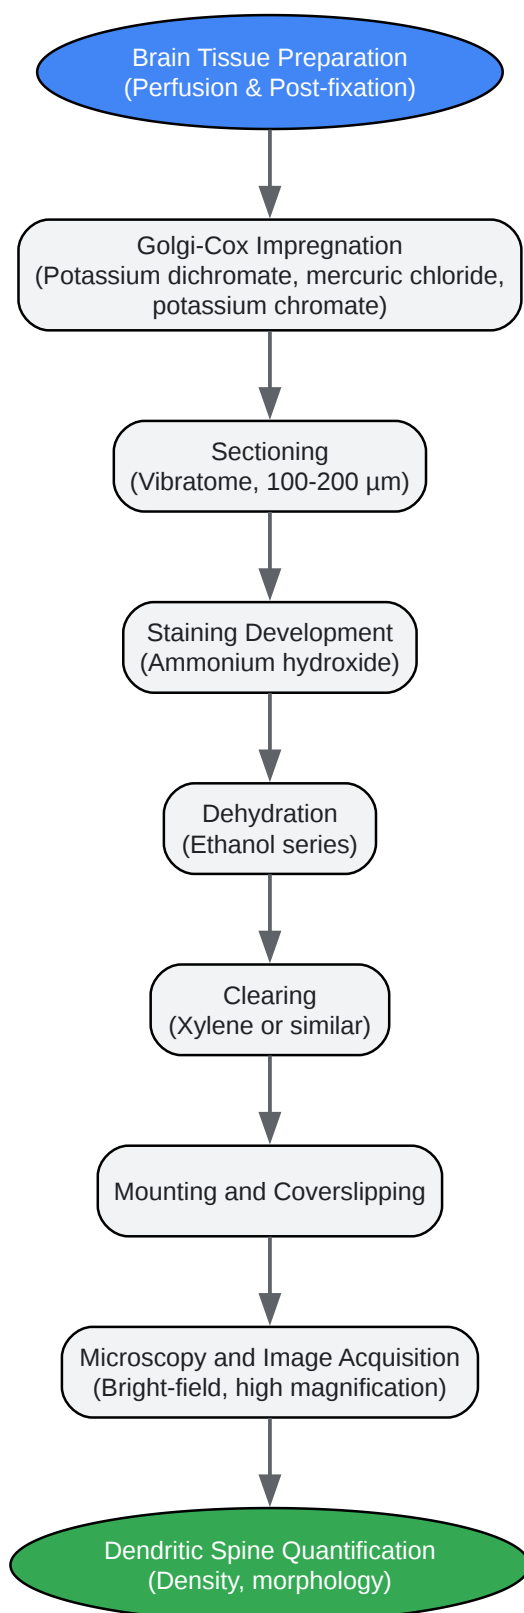 Brain Tissue Preparation
(Perfusion & Post-fixation)
Golgi-Cox Impregnation
(Potassium dichromate, mercuric chloride,
potassium chromate)
Sectioning
(Vibratome, 100-200 µm)
Staining Development
(Ammonium hydroxide)
Dehydration
(Ethanol series)
Clearing
(Xylene or similar)
Mounting and Coverslipping
Microscopy and Image Acquisition
(Bright-field, high magnification)
Dendritic Spine Quantification
(Density, morphology)